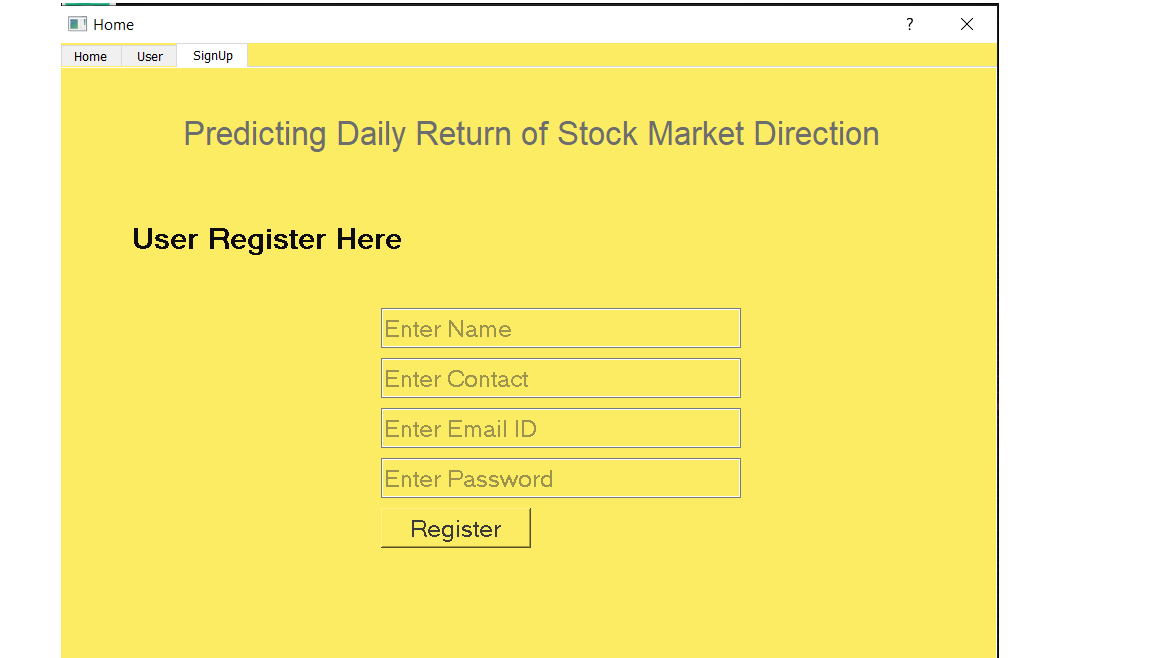 Home ?
Home User SignUp
Predicting Daily Return of Stock Market Direction
User Register Here
Enter Name
Enter Contact
Enter Email ID
Enter Password
Register